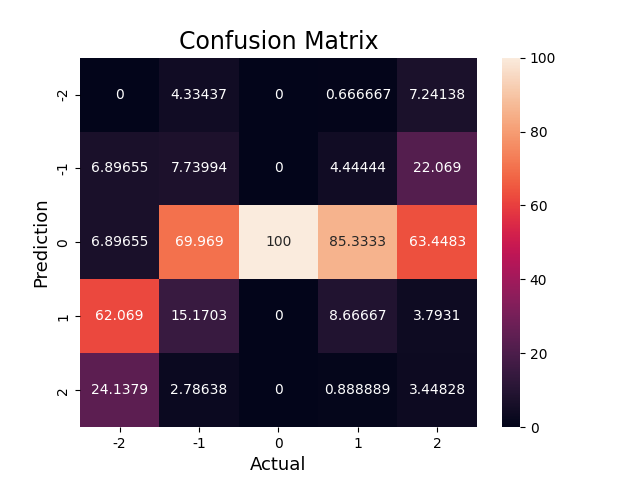 Confusion Matrix
-2 0 4.33437 0 0.666667 7.24138
-1 6.89655 7.73994 0 4.44444 22.069
0 6.89655 69.969 100 85.3333 63.4483
1 62.069 15.1703 0 8.66667 3.7931
2 24.1379 2.78638 0 0.888889 3.44828
-2 -1 0 1 2
Prediction
Actual
100
80
60
40
20
0